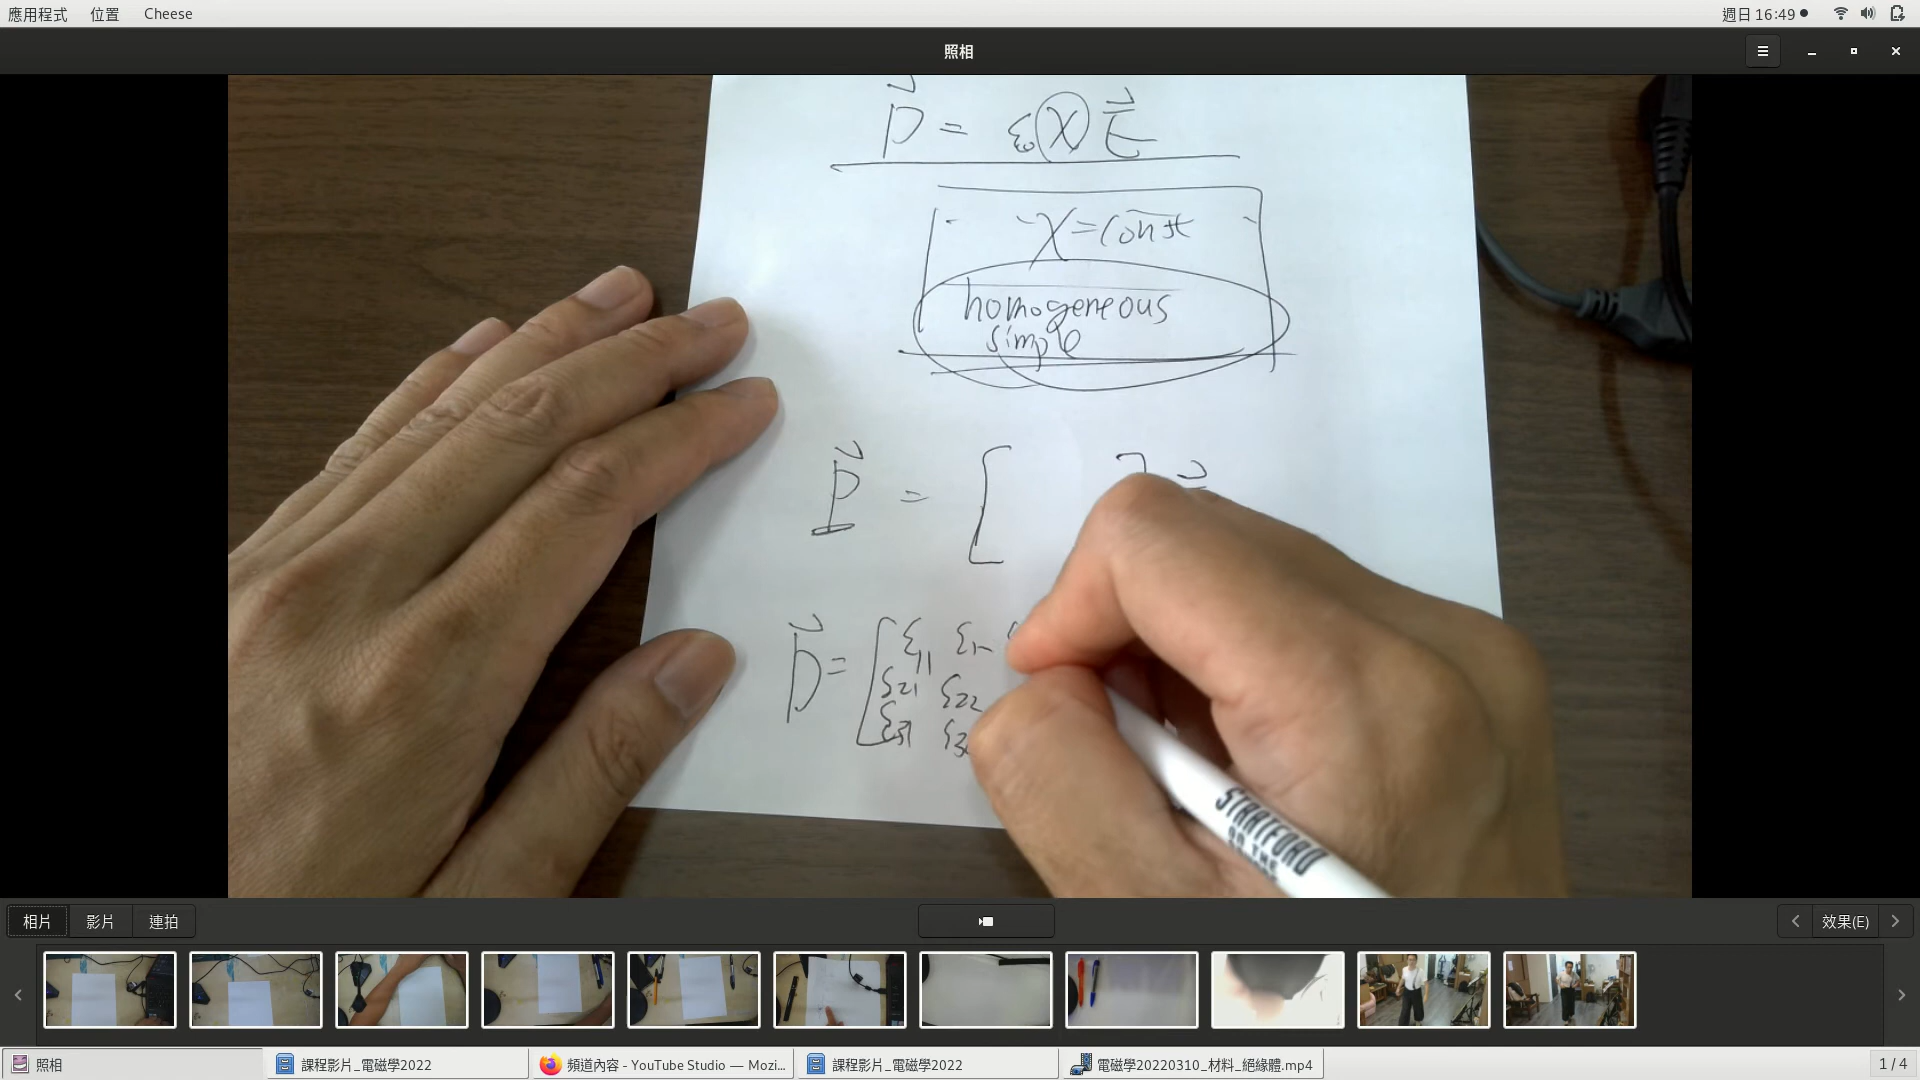 應用程式 位置 Cheese 週日 16:49
照相
P = ε₀ χ E
χ = const
homogeneous
simple
P = [ ]
D = [ ε11 ε1
ε21 ε22
ε31 ε3
STRATFORD
相片 影片 連拍 效果(E)
照相 課程影片_電磁學2022 頻道內容 - YouTube Studio — Mozi... 課程影片_電磁學2022 電磁學20220310_材料_絕緣體.mp4 1 / 4